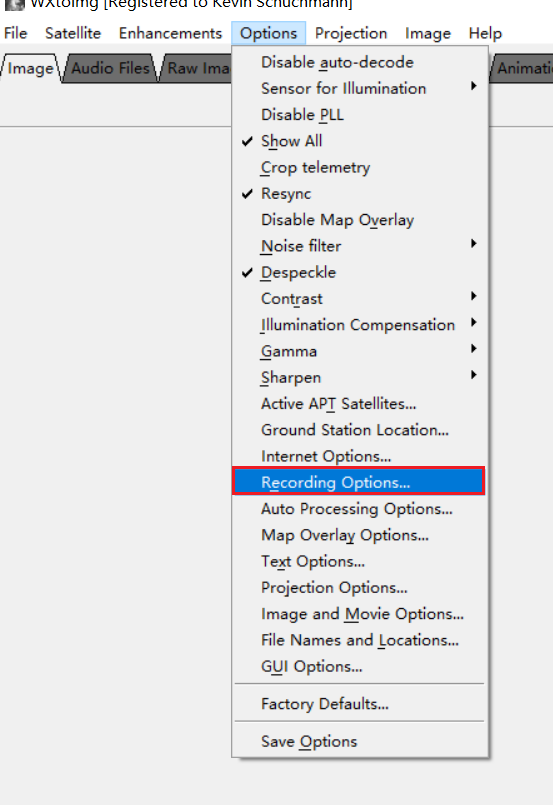 WXtoImg [Registered to Kevin Schuchmann]
File Satellite Enhancements Options Projection Image Help
Image Audio Files Raw Ima Animati
Disable auto-decode
Sensor for Illumination
Disable PLL
Show All
Crop telemetry
Resync
Disable Map Overlay
Noise filter
Despeckle
Contrast
Illumination Compensation
Gamma
Sharpen
Active APT Satellites...
Ground Station Location...
Internet Options...
Recording Options...
Auto Processing Options...
Map Overlay Options...
Text Options...
Projection Options...
Image and Movie Options...
File Names and Locations...
GUI Options...
Factory Defaults...
Save Options